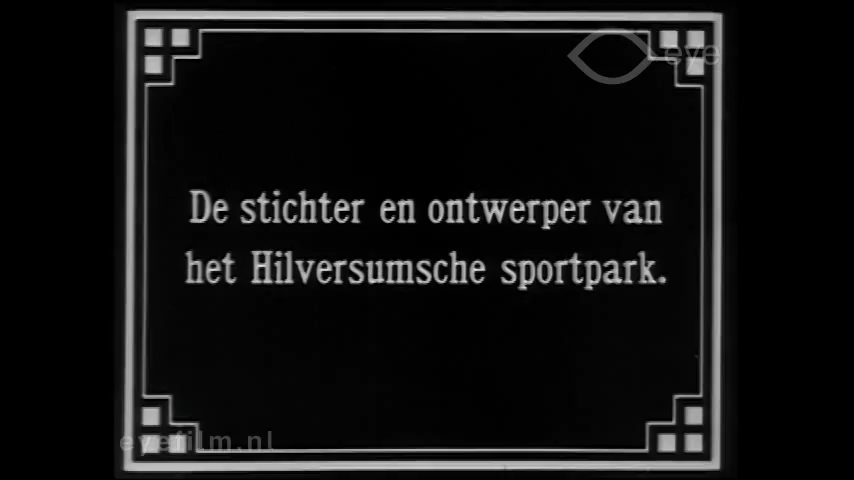 eye
De stichter en ontwerper van
het Hilversumsche sportpark.
eyefilm.nl